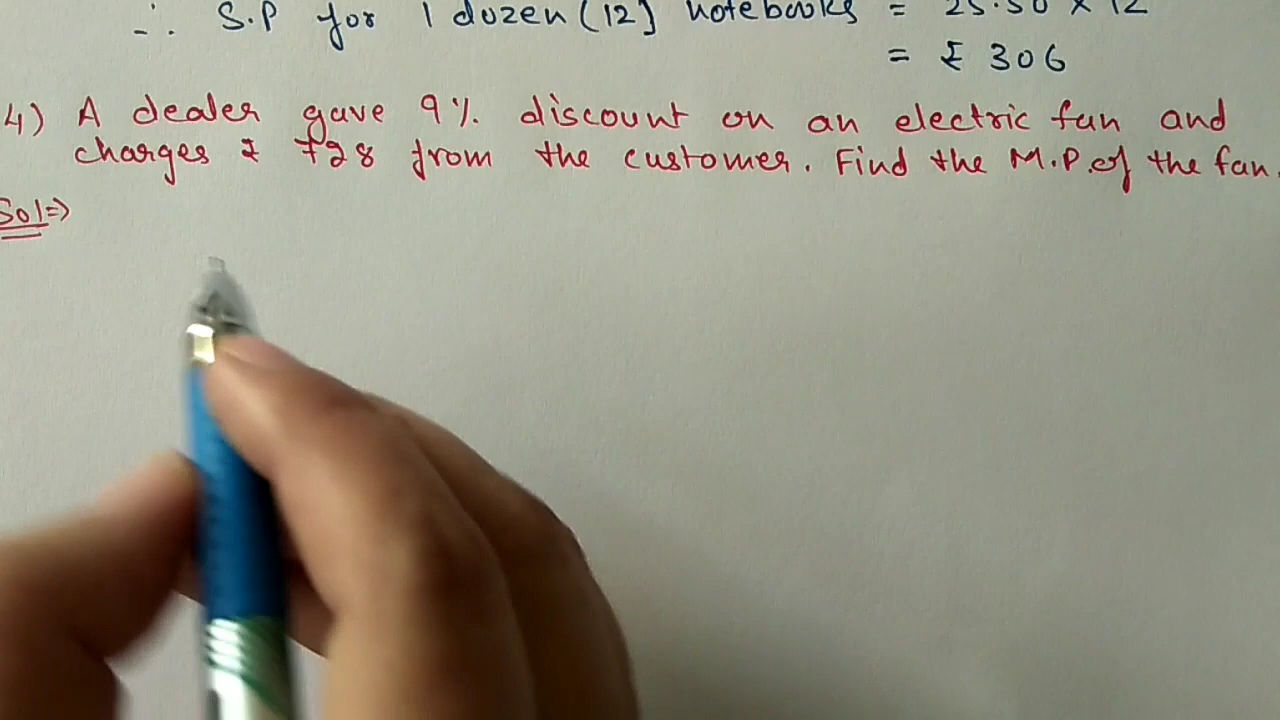 ∴ S.P for 1 dozen (12] notebooks = 25.50 × 12
= ₹ 306
4) A dealer gave 9% discount on an electric fan and
charges ₹ 728 from the customer. Find the M.P. of the fan.
Sol=>